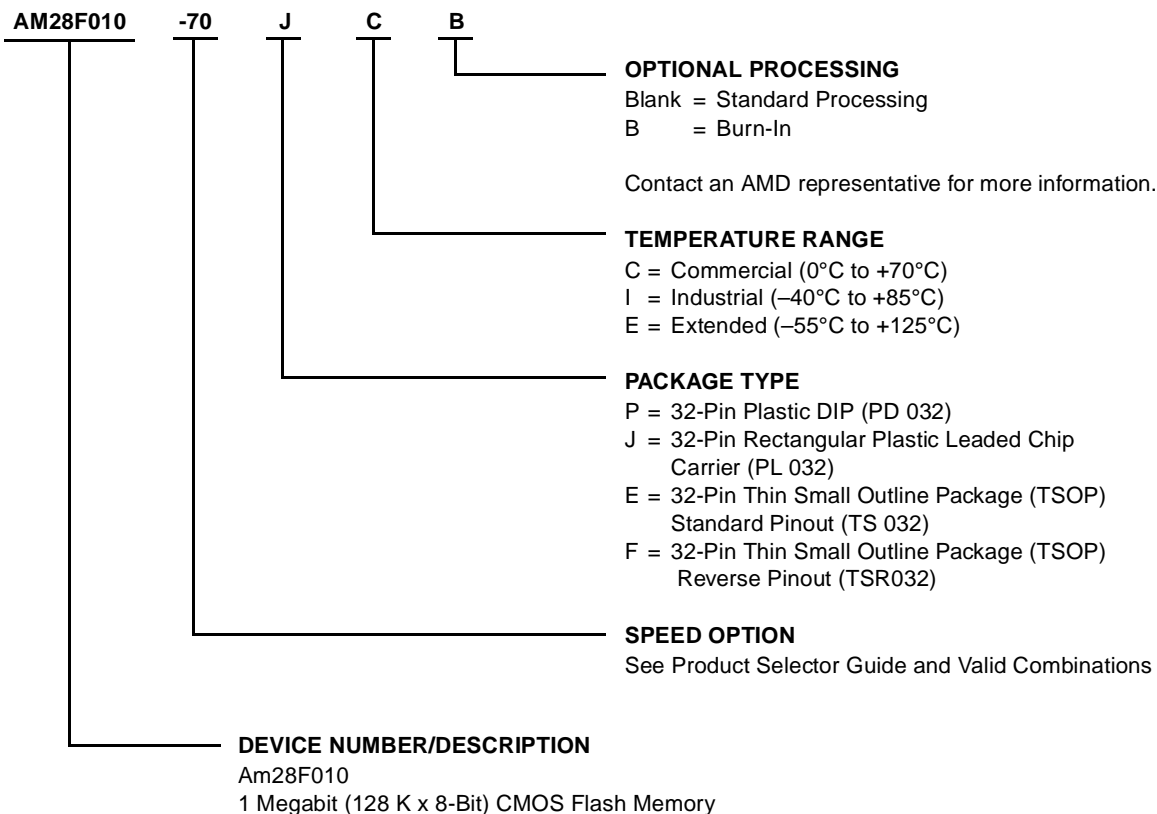 AM28F010 -70 J C B
OPTIONAL PROCESSING
Blank = Standard Processing
B = Burn-In
Contact an AMD representative for more information.
TEMPERATURE RANGE
C = Commercial (0°C to +70°C)
I = Industrial (–40°C to +85°C)
E = Extended (–55°C to +125°C)
PACKAGE TYPE
P = 32-Pin Plastic DIP (PD 032)
J = 32-Pin Rectangular Plastic Leaded Chip
Carrier (PL 032)
E = 32-Pin Thin Small Outline Package (TSOP)
Standard Pinout (TS 032)
F = 32-Pin Thin Small Outline Package (TSOP)
Reverse Pinout (TSR032)
SPEED OPTION
See Product Selector Guide and Valid Combinations
DEVICE NUMBER/DESCRIPTION
Am28F010
1 Megabit (128 K x 8-Bit) CMOS Flash Memory